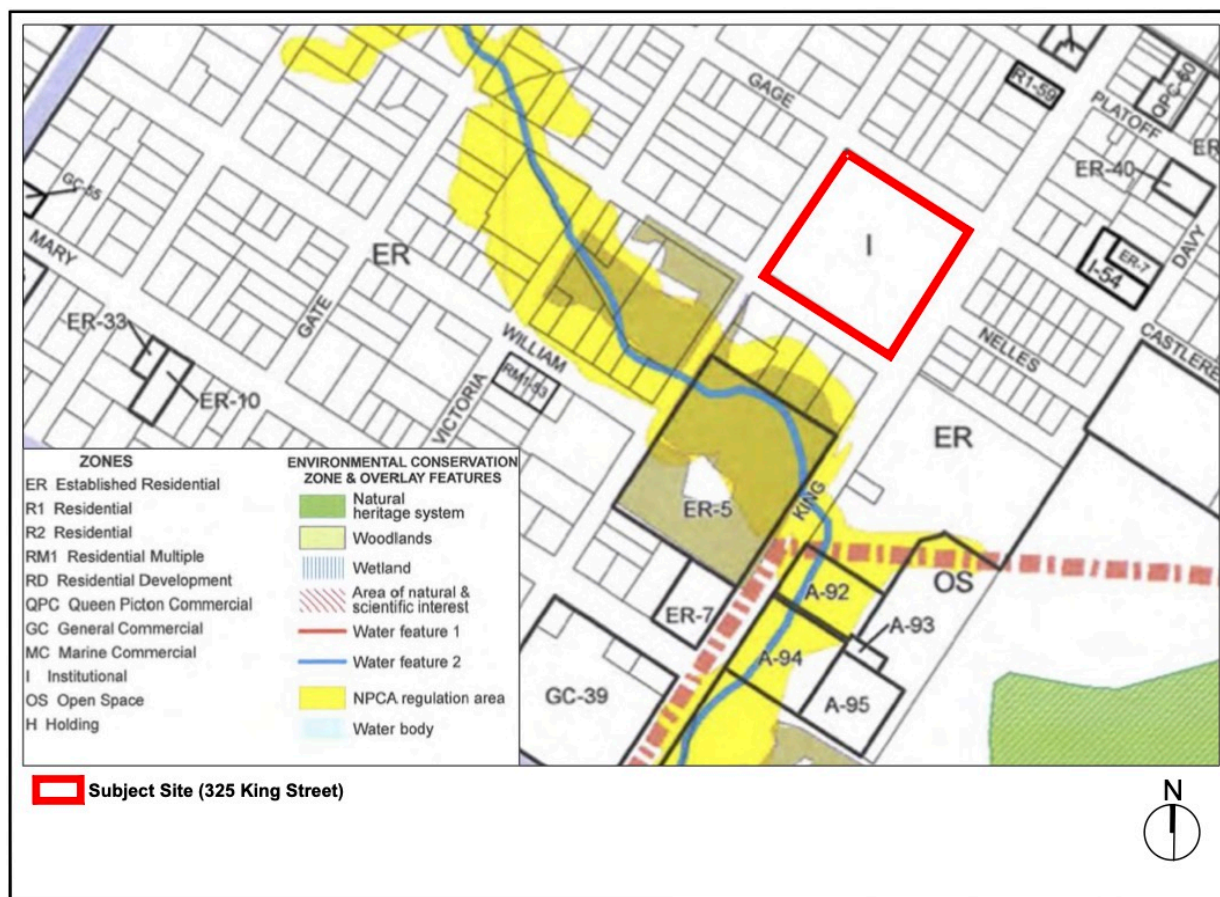 GAGE
R1-59
QPC-60
PLATOFF
ER
ER-40
GC-55
MARY
ER
I
ER-7
I-54
DAVY
GATE
ER-33
WILLIAM
NELLES
CASTLERE
ER-10
VICTORIA
RM1-53
ER
ER-5
KING
OS
A-92
A-93
ER-7
A-94
A-95
GC-39
ZONES
ER Established Residential
R1 Residential
R2 Residential
RM1 Residential Multiple
RD Residential Development
QPC Queen Picton Commercial
GC General Commercial
MC Marine Commercial
I Institutional
OS Open Space
H Holding
ENVIRONMENTAL CONSERVATION
ZONE & OVERLAY FEATURES
Natural
heritage system
Woodlands
Wetland
Area of natural &
scientific interest
Water feature 1
Water feature 2
NPCA regulation area
Water body
Subject Site (325 King Street)
N